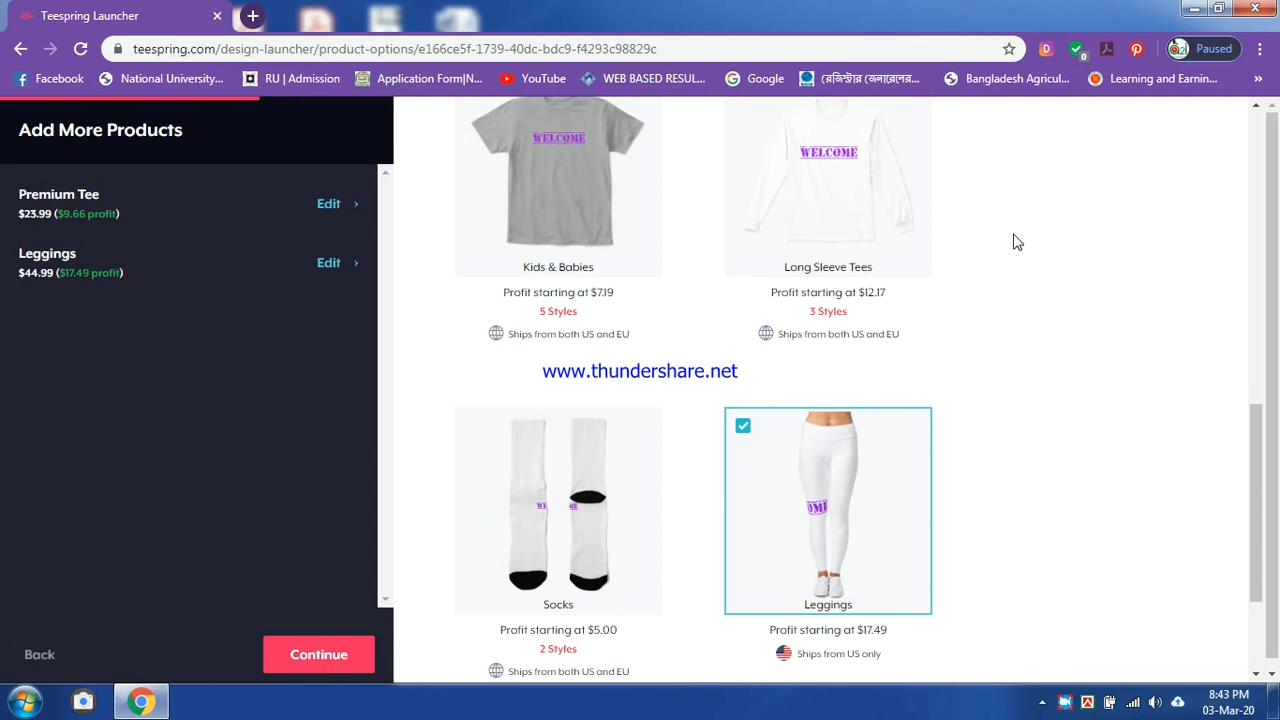 Teespring Launcher
teespring.com/design-launcher/product-options/e166ce5f-1739-40dc-bdc9-f4293c98829c
Paused
Facebook
National University...
RU | Admission
Application Form|N...
YouTube
WEB BASED RESUL...
Google
(রেজিস্টার জেনারেলের...
Bangladesh Agricul...
Learning and Earnin...
Add More Products
Premium Tee
$23.99 ($9.66 profit)
Edit
Leggings
$44.99 ($17.49 profit)
Edit
Back
Continue
WELCOME
Kids & Babies
Profit starting at $7.19
5 Styles
Ships from both US and EU
WELCOME
Long Sleeve Tees
Profit starting at $12.17
3 Styles
Ships from both US and EU
www.thundershare.net
WE ME
Socks
Profit starting at $5.00
2 Styles
Ships from both US and EU
OME
Leggings
Profit starting at $17.49
Ships from US only
8:43 PM
03-Mar-20